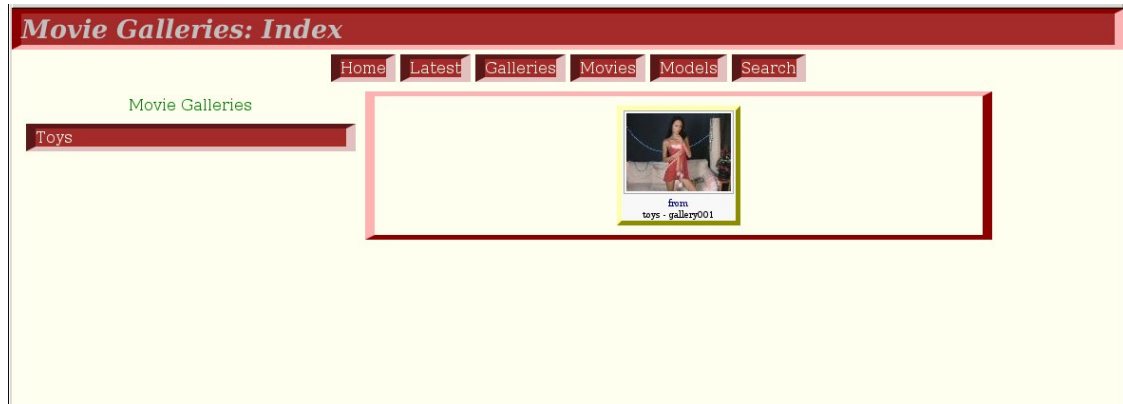 Movie Galleries: Index
Home Latest Galleries Movies Models Search
Movie Galleries
Toys
from
toys - gallery001